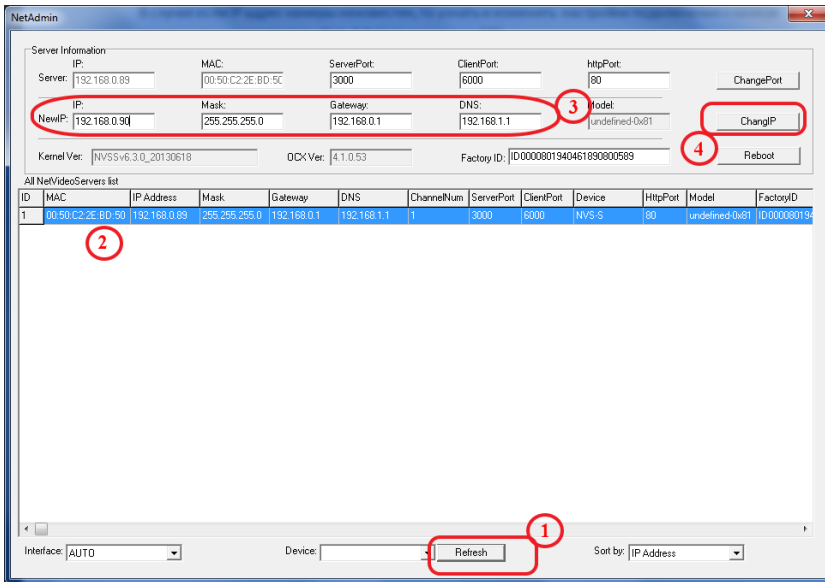 NetAdmin
Server Information
IP: MAC: ServerPort: ClientPort: httpPort:
Server: 192.168.0.89 00:50:C2:2E:BD:5C 3000 6000 80 ChangePort
IP: Mask: Gateway: DNS: Model:
3
NewIP: 192.168.0.90 255.255.255.0 192.168.0.1 192.168.1.1 undefined-0x81 ChangIP
4
Kernel Ver: NVSSv6.3.0_20130618 OCX Ver: 4.1.0.53 Factory ID: ID0000801940461890800589 Reboot
All NetVideoServers list
ID MAC IP Address Mask Gateway DNS ChannelNum ServerPort ClientPort Device HttpPort Model FactoryID
1 00:50:C2:2E:BD:50 192.168.0.89 255.255.255.0 192.168.0.1 192.168.1.1 1 3000 6000 NVS-S 80 undefined-0x81 ID000080194
2
1
Interface: AUTO Device: Refresh Sort by: IP Address